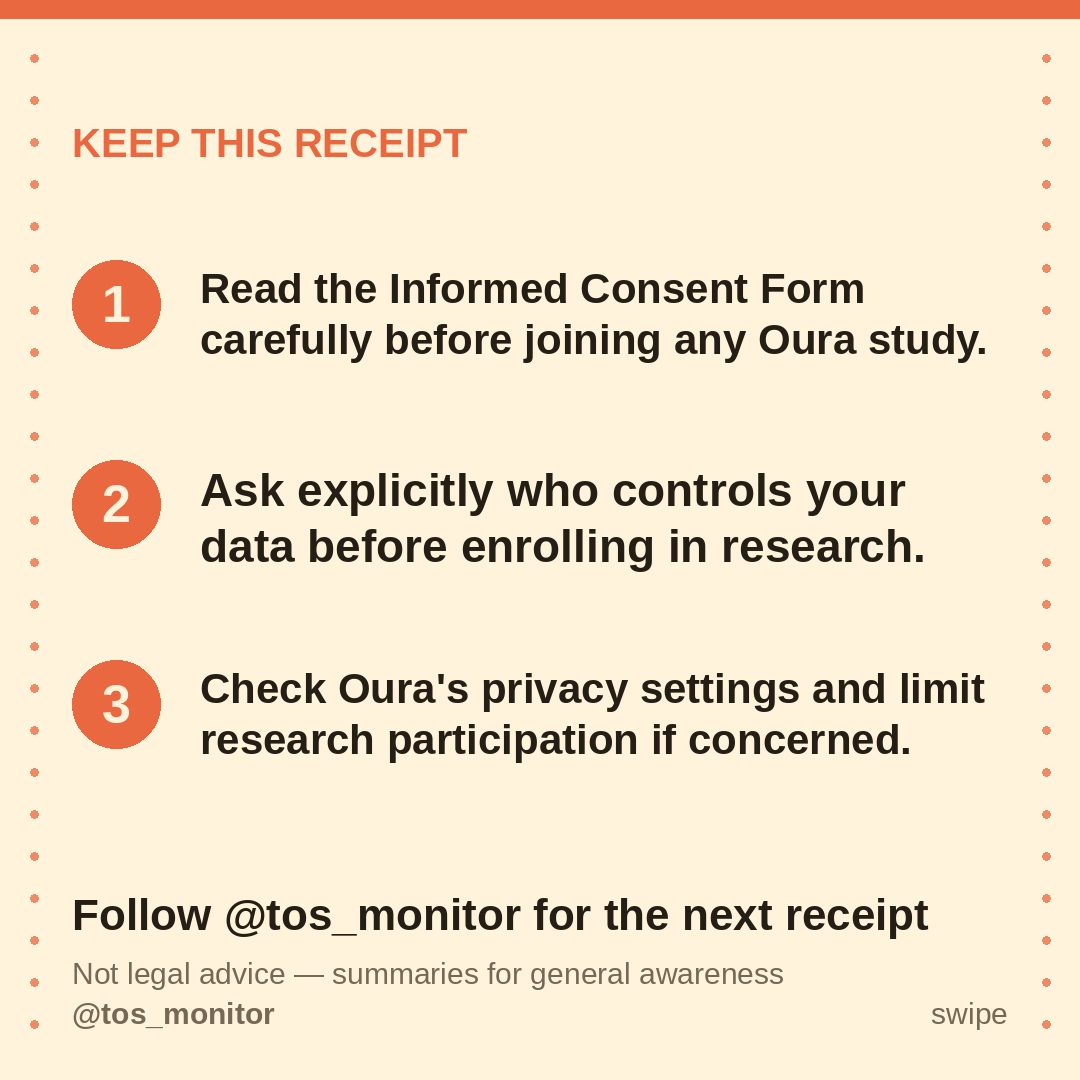 KEEP THIS RECEIPT
1
Read the Informed Consent Form
carefully before joining any Oura study.
2
Ask explicitly who controls your
data before enrolling in research.
3
Check Oura's privacy settings and limit
research participation if concerned.
Follow @tos_monitor for the next receipt
Not legal advice — summaries for general awareness
@tos_monitor
swipe